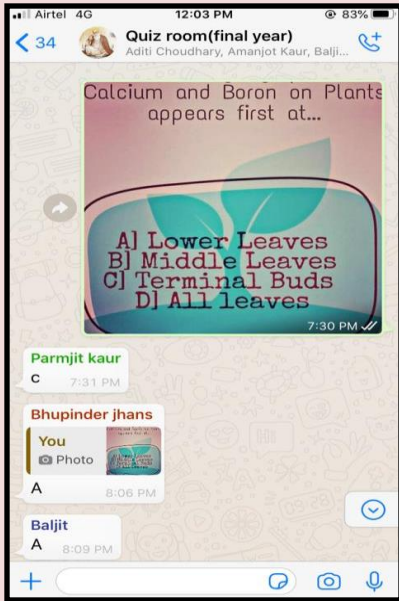 Airtel 4G 12:03 PM 83%
34 Quiz room(final year)
Aditi Choudhary, Amanjot Kaur, Balji...
Calcium and Boron on Plants
appears first at...
A] Lower Leaves
B] Middle Leaves
C] Terminal Buds
D] All leaves
7:30 PM
Parmjit kaur
C 7:31 PM
Bhupinder jhans
You
Photo
A 8:06 PM
Baljit
A 8:09 PM